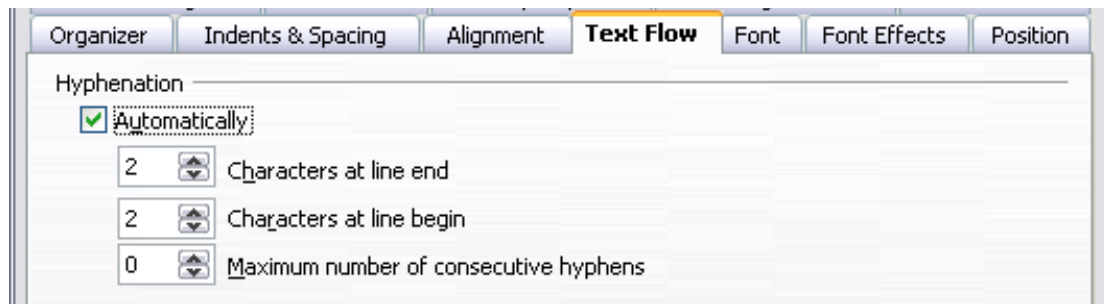 Organizer Indents & Spacing Alignment Text Flow Font Font Effects Position
Hyphenation
Automatically
2 Characters at line end
2 Characters at line begin
0 Maximum number of consecutive hyphens